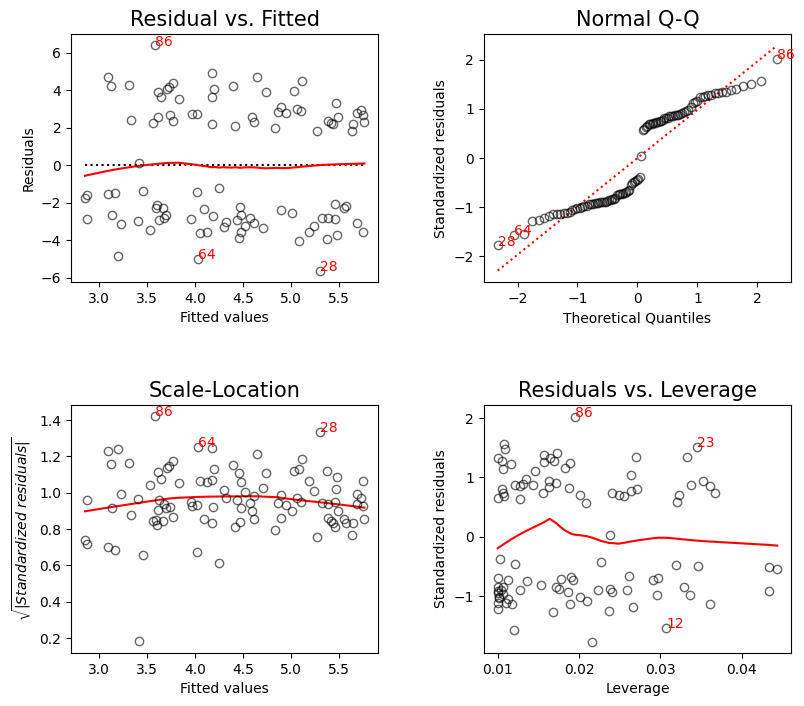 Residual vs. Fitted
Residuals
6
4
2
0
−2
−4
−6
86
64
28
3.0 3.5 4.0 4.5 5.0 5.5
Fitted values
Normal Q-Q
Standardized residuals
2
1
0
−1
−2
86
64
28
−2 −1 0 1 2
Theoretical Quantiles
Scale-Location
√|Standardized residuals|
1.4
1.2
1.0
0.8
0.6
0.4
0.2
86
28
64
3.0 3.5 4.0 4.5 5.0 5.5
Fitted values
Residuals vs. Leverage
Standardized residuals
2
1
0
−1
86
23
12
0.01 0.02 0.03 0.04
Leverage